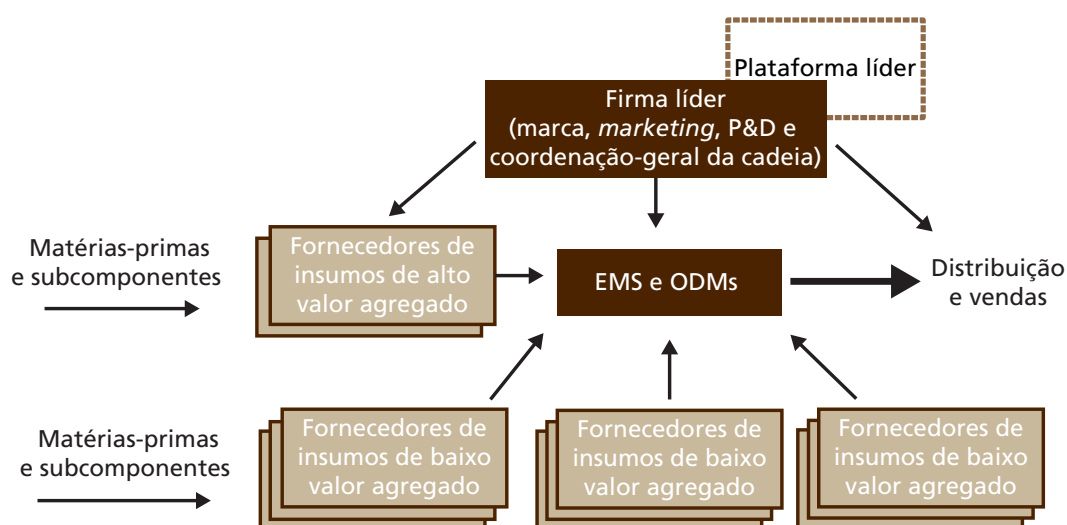 Plataforma líder
Firma líder
(marca, marketing, P&D e
coordenação-geral da cadeia)
Matérias-primas
e subcomponentes
Fornecedores de
insumos de alto
valor agregado
EMS e ODMs
Distribuição
e vendas
Matérias-primas
e subcomponentes
Fornecedores de
insumos de baixo
valor agregado
Fornecedores de
insumos de baixo
valor agregado
Fornecedores de
insumos de baixo
valor agregado